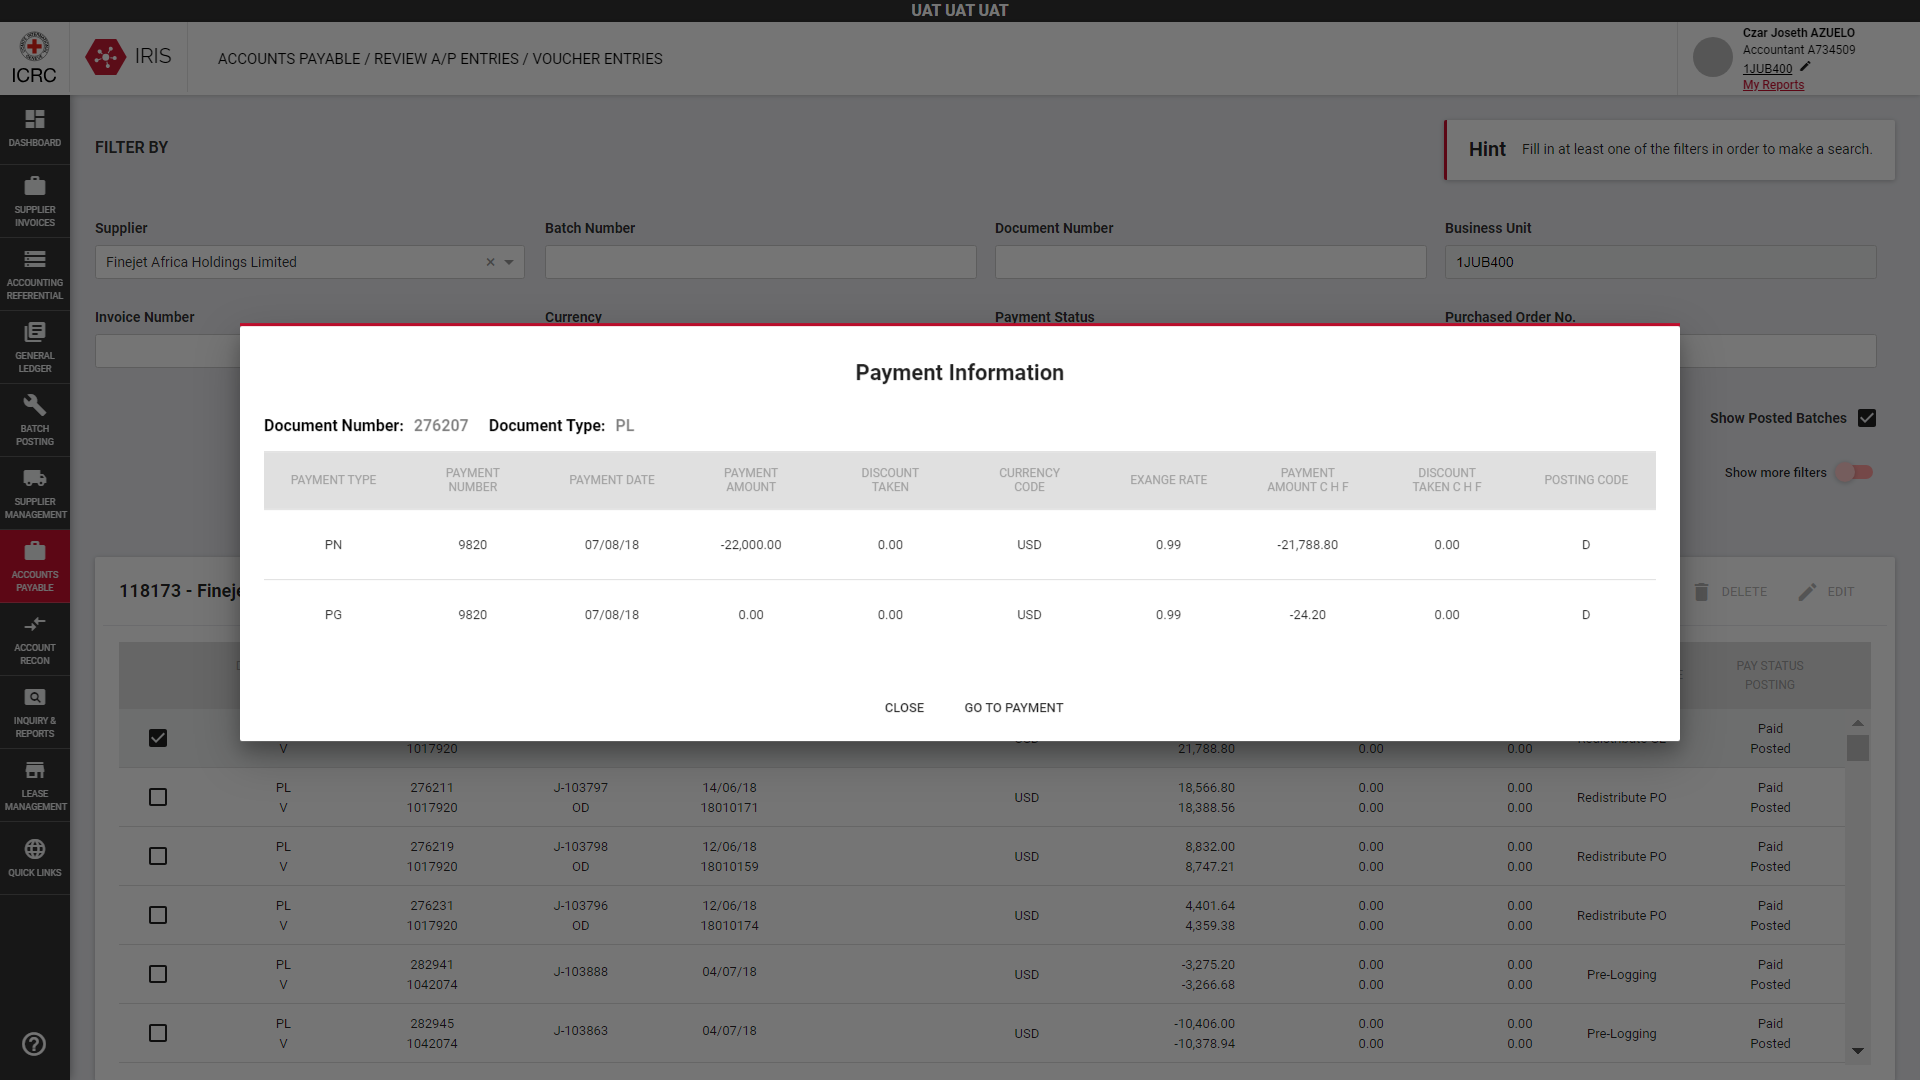 UAT UAT UAT
ICRC
IRIS
ACCOUNTS PAYABLE / REVIEW A/P ENTRIES / VOUCHER ENTRIES
Czar Joseth AZUELO
Accountant A734509
1JUB400
My Reports
DASHBOARD
SUPPLIER INVOICES
ACCOUNTING REFERENTIAL
GENERAL LEDGER
BATCH POSTING
SUPPLIER MANAGEMENT
ACCOUNTS PAYABLE
ACCOUNT RECON
INQUIRY & REPORTS
LEASE MANAGEMENT
QUICK LINKS
FILTER BY
Hint Fill in at least one of the filters in order to make a search.
Supplier Batch Number Document Number Business Unit
Finejet Africa Holdings Limited × 1JUB400
Invoice Number Currency Payment Status Purchased Order No.
Show Posted Batches
Show more filters
Payment Information
Document Number: 276207 Document Type: PL
PAYMENT TYPE PAYMENT NUMBER PAYMENT DATE PAYMENT AMOUNT DISCOUNT TAKEN CURRENCY CODE EXANGE RATE PAYMENT AMOUNT C H F DISCOUNT TAKEN C H F POSTING CODE
PN 9820 07/08/18 -22,000.00 0.00 USD 0.99 -21,788.80 0.00 D
PG 9820 07/08/18 0.00 0.00 USD 0.99 -24.20 0.00 D
CLOSE GO TO PAYMENT
118173 - Fineje
DELETE EDIT
PAY STATUS
POSTING
Paid
V 1017920 21,788.80 0.00 0.00 Posted
PL 276211 J-103797 14/06/18 USD 18,566.80 0.00 0.00 Redistribute PO Paid
V 1017920 OD 18010171 18,388.56 0.00 0.00 Posted
PL 276219 J-103798 12/06/18 USD 8,832.00 0.00 0.00 Redistribute PO Paid
V 1017920 OD 18010159 8,747.21 0.00 0.00 Posted
PL 276231 J-103796 12/06/18 USD 4,401.64 0.00 0.00 Redistribute PO Paid
V 1017920 OD 18010174 4,359.38 0.00 0.00 Posted
PL 282941 J-103888 04/07/18 USD -3,275.20 0.00 0.00 Pre-Logging Paid
V 1042074 -3,266.68 0.00 0.00 Posted
PL 282945 J-103863 04/07/18 USD -10,406.00 0.00 0.00 Pre-Logging Paid
V 1042074 -10,378.94 0.00 0.00 Posted